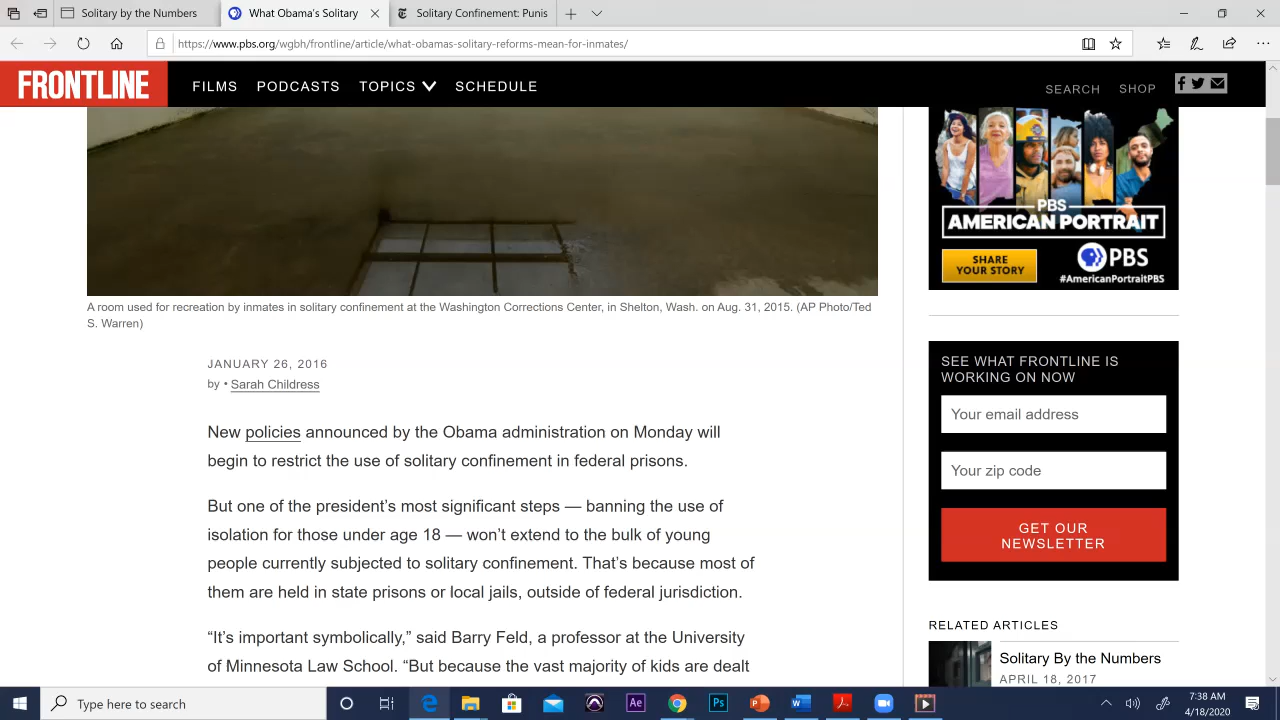 What Obama's Solitary
Solitary Confinement Punis
https://www.pbs.org/wgbh/frontline/article/what-obamas-solitary-reforms-mean-for-inmates/
FRONTLINE
FILMS PODCASTS TOPICS SCHEDULE
SEARCH SHOP
A room used for recreation by inmates in solitary confinement at the Washington Corrections Center, in Shelton, Wash. on Aug. 31, 2015. (AP Photo/Ted
S. Warren)
JANUARY 26, 2016
by • Sarah Childress
New policies announced by the Obama administration on Monday will
begin to restrict the use of solitary confinement in federal prisons.
But one of the president’s most significant steps — banning the use of
isolation for those under age 18 — won’t extend to the bulk of young
people currently subjected to solitary confinement. That’s because most of
them are held in state prisons or local jails, outside of federal jurisdiction.
“It’s important symbolically,” said Barry Feld, a professor at the University
of Minnesota Law School. “But because the vast majority of kids are dealt
PBS
AMERICAN PORTRAIT
SHARE
YOUR STORY
PBS
#AmericanPortraitPBS
SEE WHAT FRONTLINE IS
WORKING ON NOW
Your email address
Your zip code
GET OUR
NEWSLETTER
RELATED ARTICLES
Solitary By the Numbers
APRIL 18, 2017
Type here to search
Ae
Ps
7:38 AM
4/18/2020